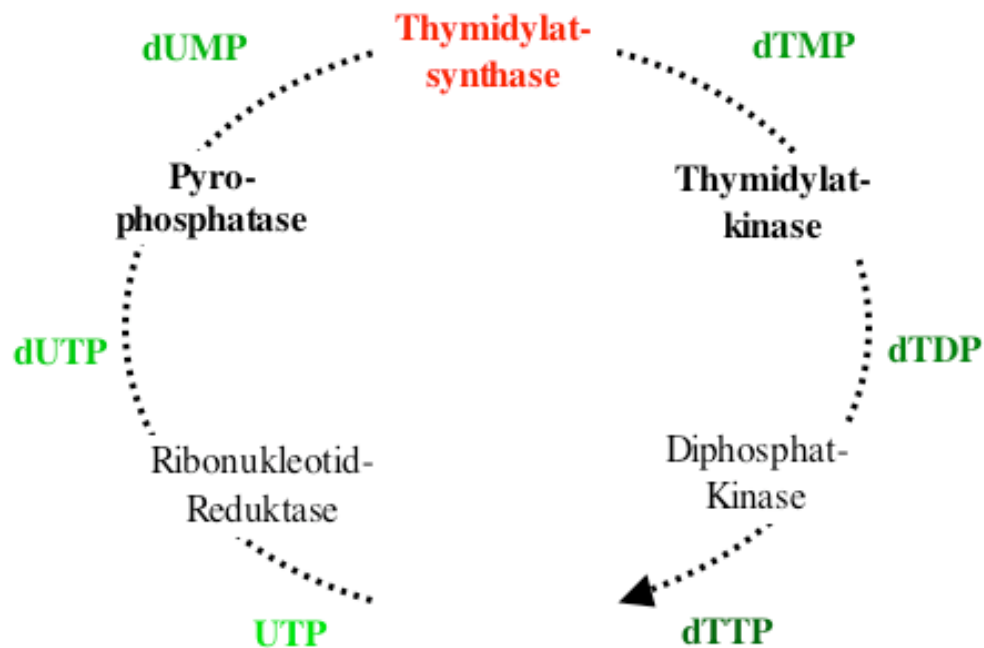 dUMP
Thymidylat-
synthase
dTMP
Pyro-
phosphatase
Thymidylat-
kinase
dUTP
dTDP
Ribonukleotid-
Reduktase
Diphosphat-
Kinase
UTP
dTTP